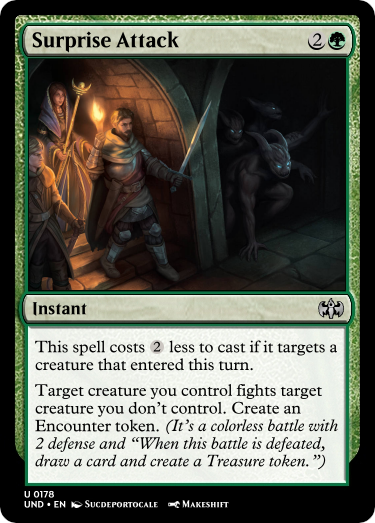 Surprise Attack 2
Instant
This spell costs 2 less to cast if it targets a
creature that entered this turn.
Target creature you control fights target
creature you don't control. Create an
Encounter token. (It's a colorless battle with
2 defense and “When this battle is defeated,
draw a card and create a Treasure token.”)
U 0178
UND • EN SUCDEPORTOCALE MAKESHIFT